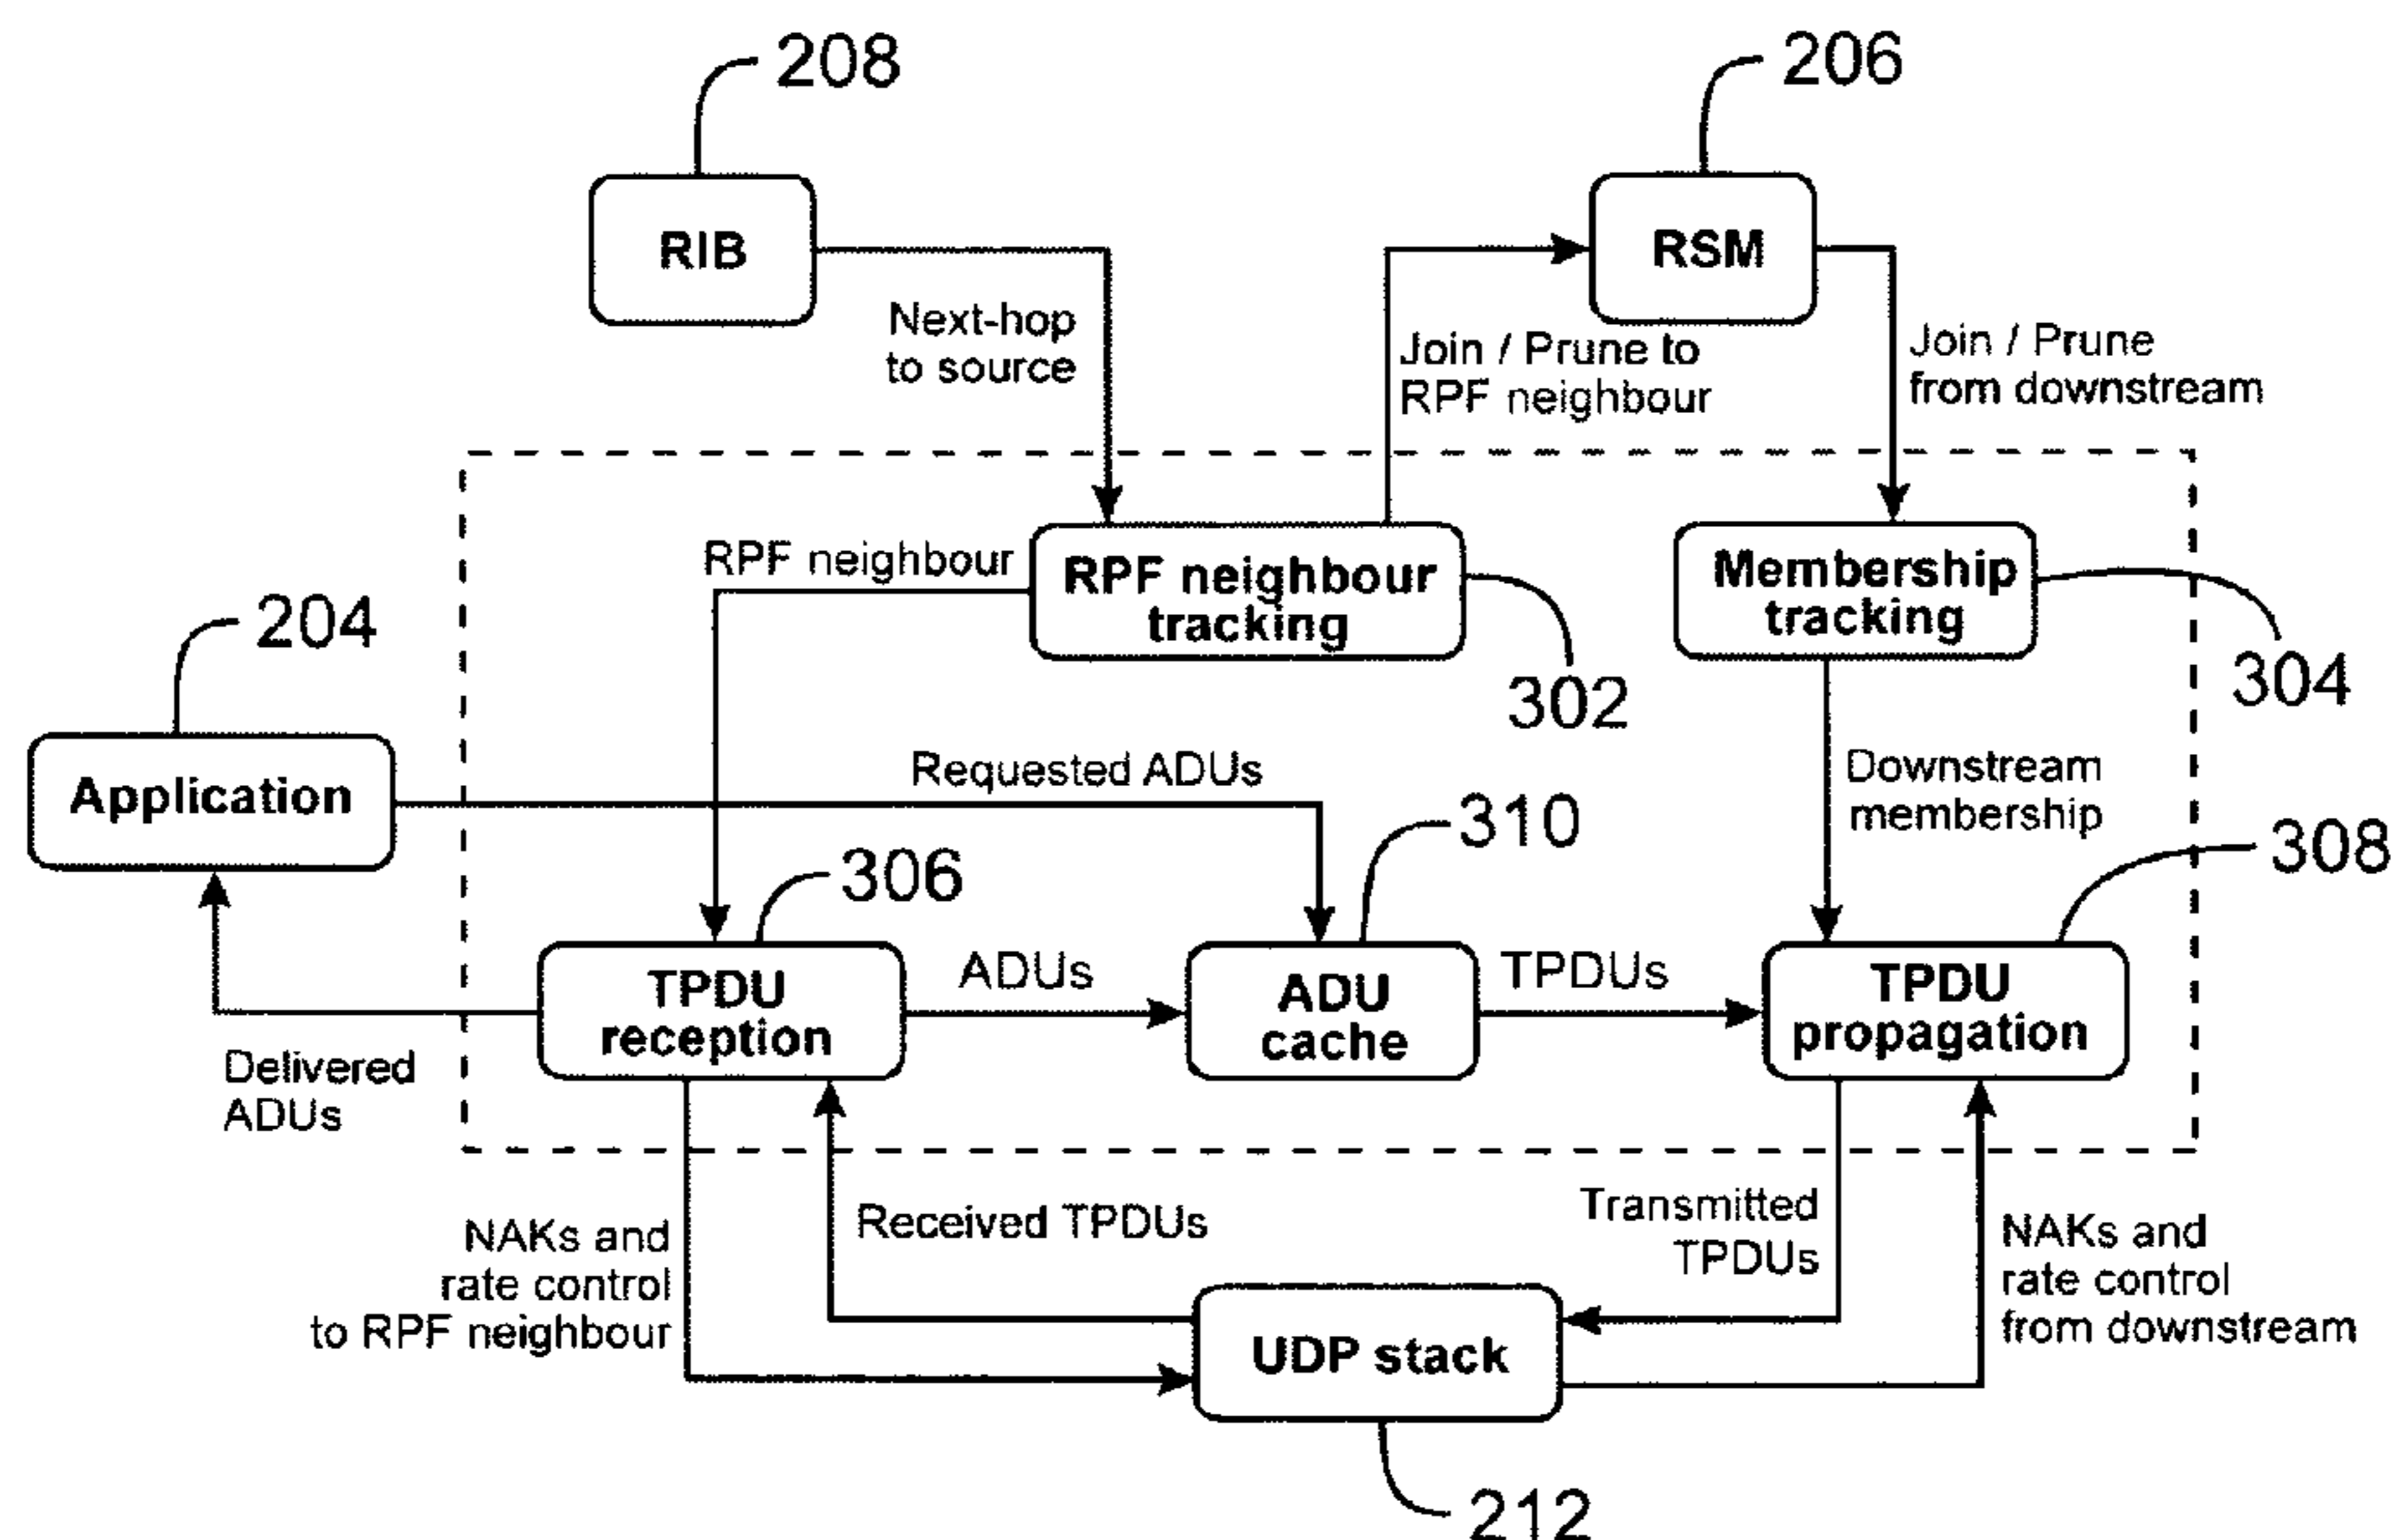 208
206
RIB
RSM
Next-hop
to source
Join / Prune to
RPF neighbour
Join / Prune
from downstream
RPF neighbour
RPF neighbour
tracking
Membership
tracking
204
302
304
Application
Requested ADUs
Downstream
membership
310
308
306
TPDU
reception
ADUs
ADU
cache
TPDUs
TPDU
propagation
Delivered
ADUs
NAKs and
rate control
to RPF neighbour
Received TPDUs
Transmitted
TPDUs
NAKs and
rate control
from downstream
UDP stack
212